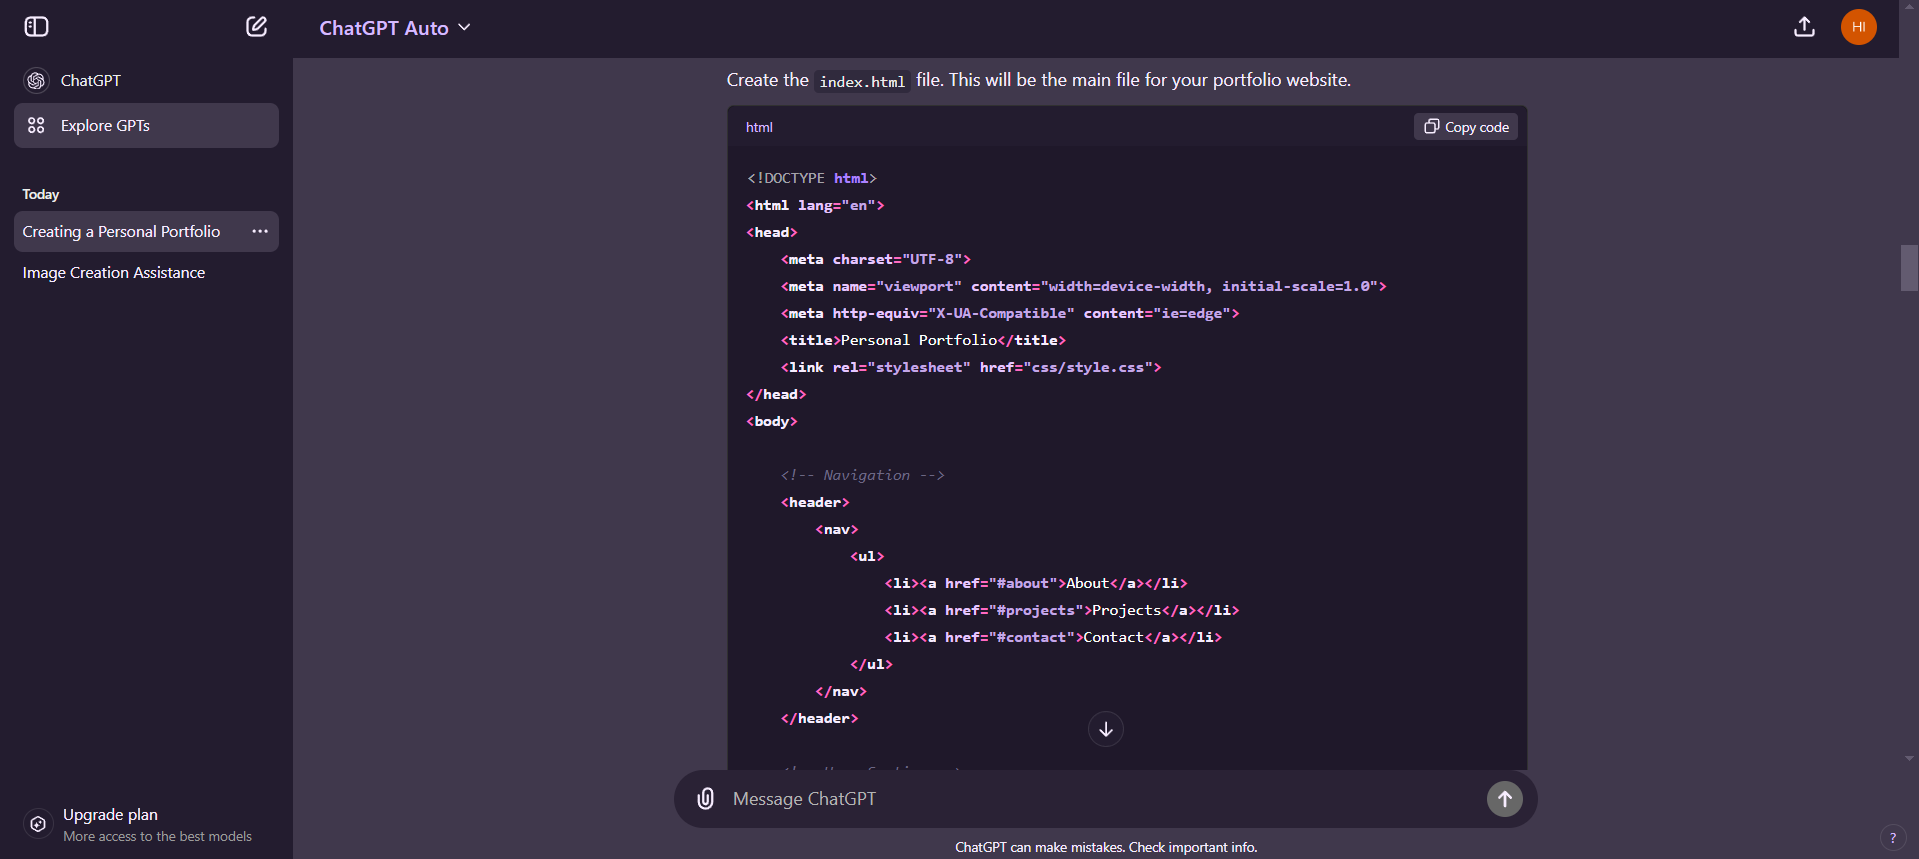 ChatGPT Auto
HI
ChatGPT
Explore GPTs
Today
Creating a Personal Portfolio
Image Creation Assistance
Upgrade plan
More access to the best models
Create the index.html file. This will be the main file for your portfolio website.
html
Copy code
<!DOCTYPE html>
<html lang="en">
<head>
    <meta charset="UTF-8">
    <meta name="viewport" content="width=device-width, initial-scale=1.0">
    <meta http-equiv="X-UA-Compatible" content="ie=edge">
    <title>Personal Portfolio</title>
    <link rel="stylesheet" href="css/style.css">
</head>
<body>
    <!-- Navigation -->
    <header>
        <nav>
            <ul>
                <li><a href="#about">About</a></li>
                <li><a href="#projects">Projects</a></li>
                <li><a href="#contact">Contact</a></li>
            </ul>
        </nav>
    </header>
Message ChatGPT
ChatGPT can make mistakes. Check important info.
?